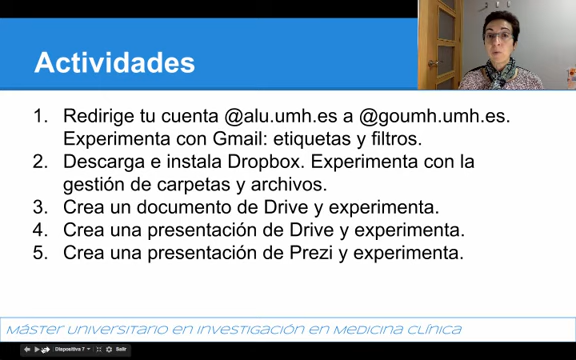 Actividades
1. Redirige tu cuenta @alu.umh.es a @goumh.umh.es.
Experimenta con Gmail: etiquetas y filtros.
2. Descarga e instala Dropbox. Experimenta con la
gestión de carpetas y archivos.
3. Crea un documento de Drive y experimenta.
4. Crea una presentación de Drive y experimenta.
5. Crea una presentación de Prezi y experimenta.
Máster Universitario en Investigación en Medicina Clínica
Diapositiva 7
Salir